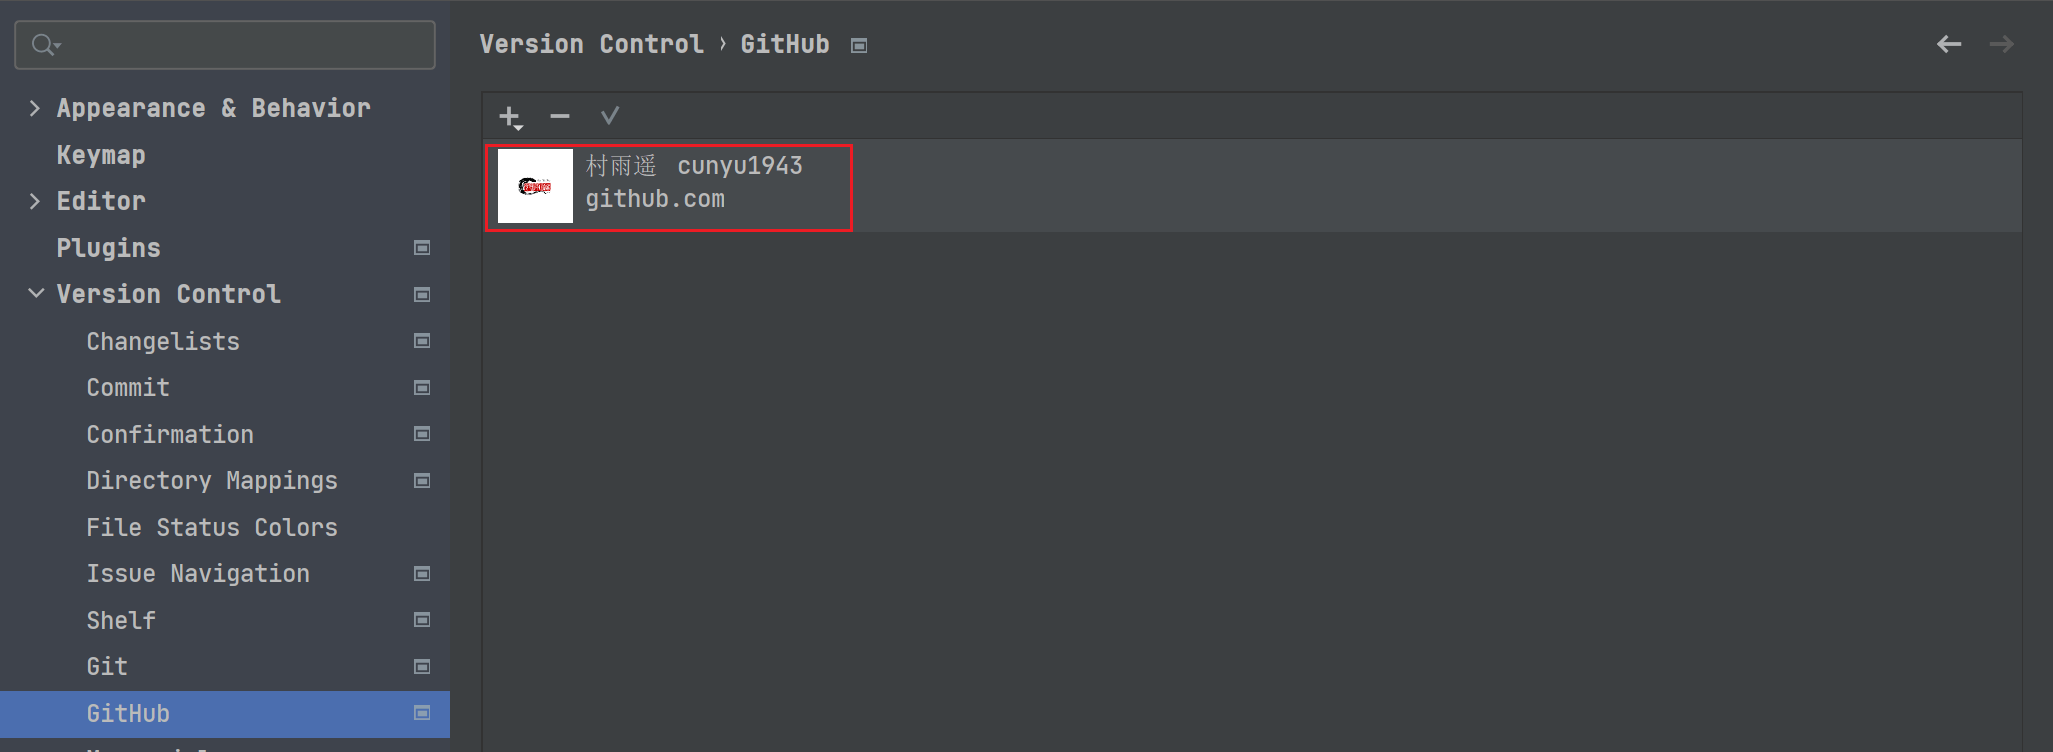 Version Control › GitHub
Appearance & Behavior
Keymap
Editor
Plugins
Version Control
Changelists
Commit
Confirmation
Directory Mappings
File Status Colors
Issue Navigation
Shelf
Git
GitHub
村雨遥 cunyu1943
github.com